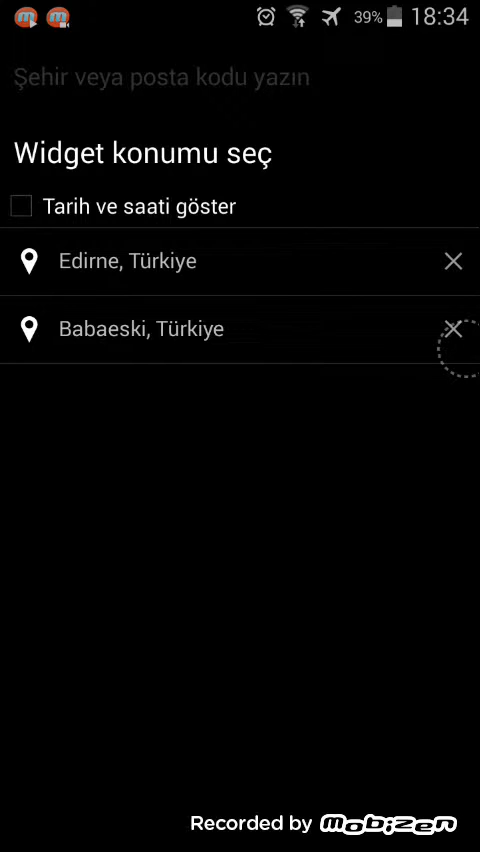 39% 18:34
Şehir veya posta kodu yazın
Widget konumu seç
Tarih ve saati göster
Edirne, Türkiye
Babaeski, Türkiye
Recorded by Mobizen